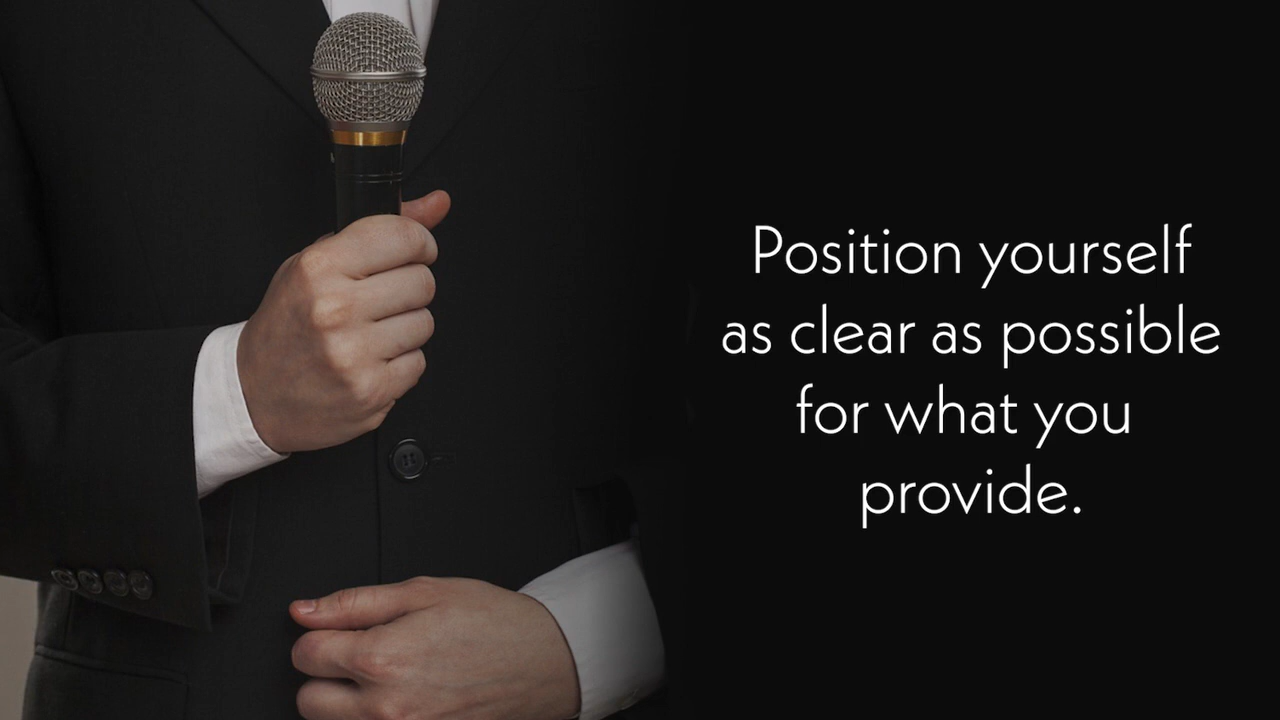 Position yourself
as clear as possible
for what you
provide.